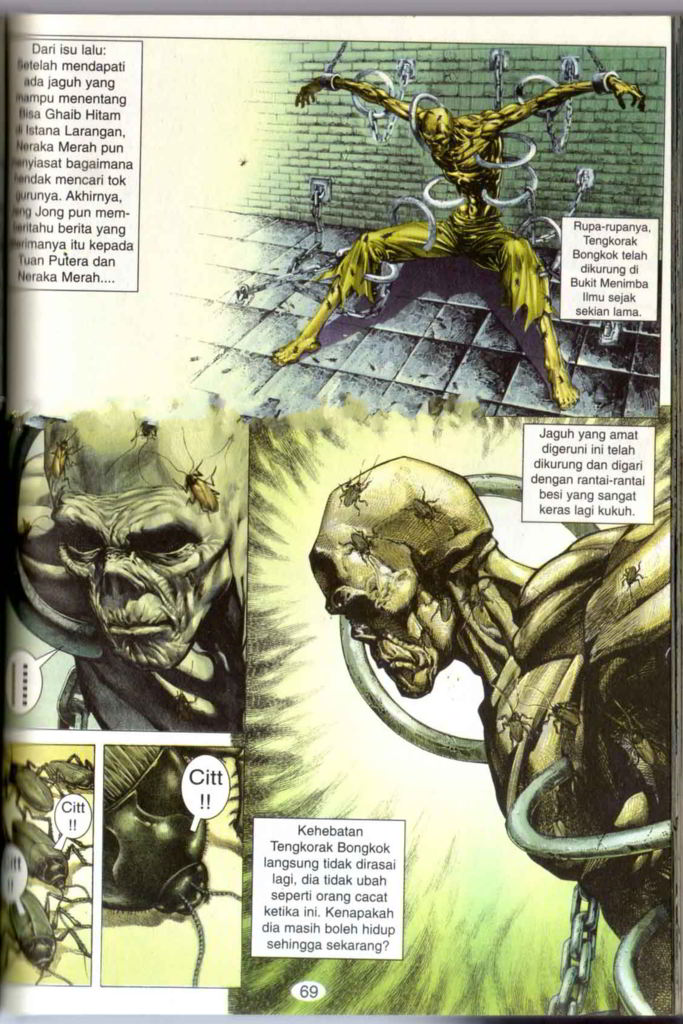 Dari isu lalu:
Setelah mendapati
ada jaguh yang
mampu menentang
Bisa Ghaib Hitam
di Istana Larangan,
Neraka Merah pun
menyiasat bagaimana
hendak mencari tok
gurunya. Akhirnya,
Jong pun mem-
beritahu berita yang
diterimanya itu kepada
Tuan Putera dan
Neraka Merah....
Rupa-rupanya,
Tengkorak
Bongkok telah
dikurung di
Bukit Menimba
Ilmu sejak
sekian lama.
Jaguh yang amat
digeruni ini telah
dikurung dan digari
dengan rantai-rantai
besi yang sangat
keras lagi kukuh.
!!!
Citt
!!
Citt
!!
!!!
Kehebatan
Tengkorak Bongkok
langsung tidak dirasai
lagi, dia tidak ubah
seperti orang cacat
ketika ini. Kenapakah
dia masih boleh hidup
sehingga sekarang?
69